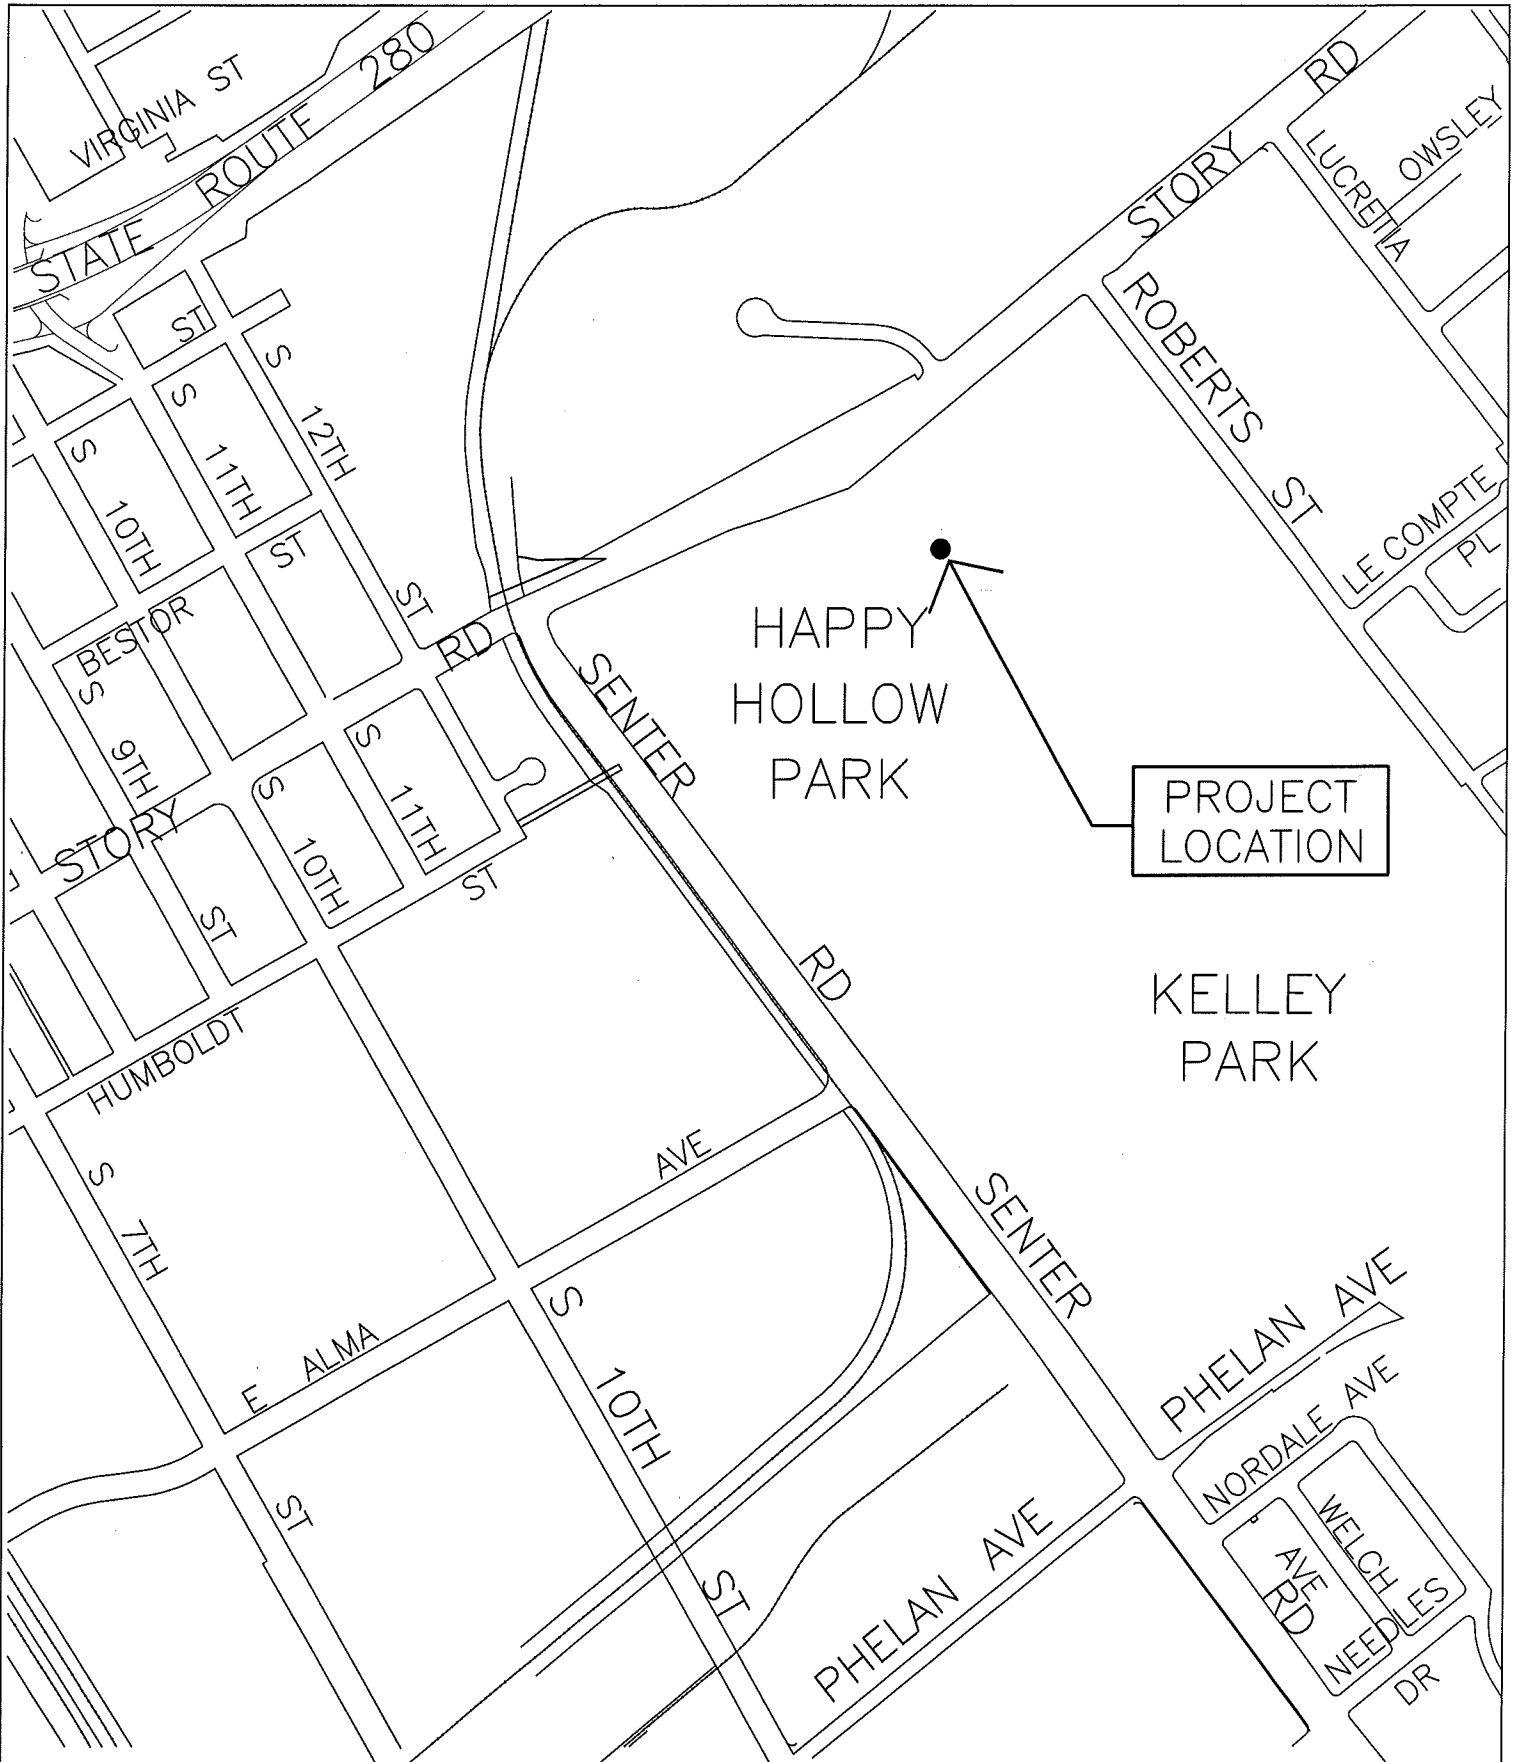 VIRGINIA ST
STATE ROUTE 280
STORY RD
LUCRETIA
OWSLEY
ROBERTS ST
LE COMPTE
PL
ST
S 12TH ST
S 11TH
S 10TH
ST
BESTOR
S 9TH
ST
STORY
RD
S 11TH
S 10TH
ST
HUMBOLDT
SENTER
RD
HAPPY
HOLLOW
PARK
PROJECT
LOCATION
KELLEY
PARK
S 7TH
ST
E ALMA
AVE
S 10TH
ST
SENTER
RD
PHELAN AVE
PHELAN AVE
NORDALE AVE
WELCH
AVE
NEEDLES
DR